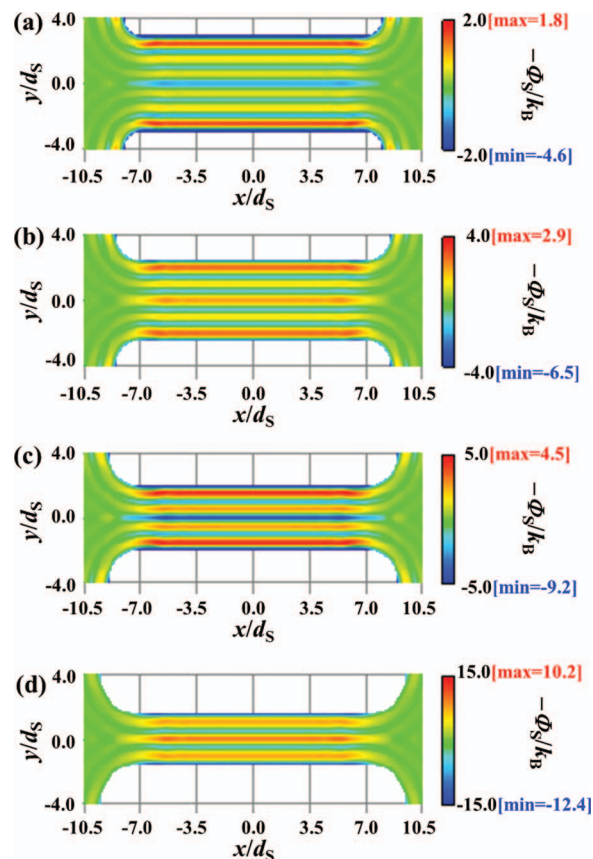 (a)
4.0
0.0
-4.0
y/dS
-10.5 -7.0 -3.5 0.0 3.5 7.0 10.5
x/dS
2.0[max=1.8]
-2.0[min=-4.6]
−ΦS/kB
(b)
4.0
0.0
-4.0
y/dS
-10.5 -7.0 -3.5 0.0 3.5 7.0 10.5
x/dS
4.0[max=2.9]
-4.0[min=-6.5]
−ΦS/kB
(c)
4.0
0.0
-4.0
y/dS
-10.5 -7.0 -3.5 0.0 3.5 7.0 10.5
x/dS
5.0[max=4.5]
-5.0[min=-9.2]
−ΦS/kB
(d)
4.0
0.0
-4.0
y/dS
-10.5 -7.0 -3.5 0.0 3.5 7.0 10.5
x/dS
15.0[max=10.2]
-15.0[min=-12.4]
−ΦS/kB